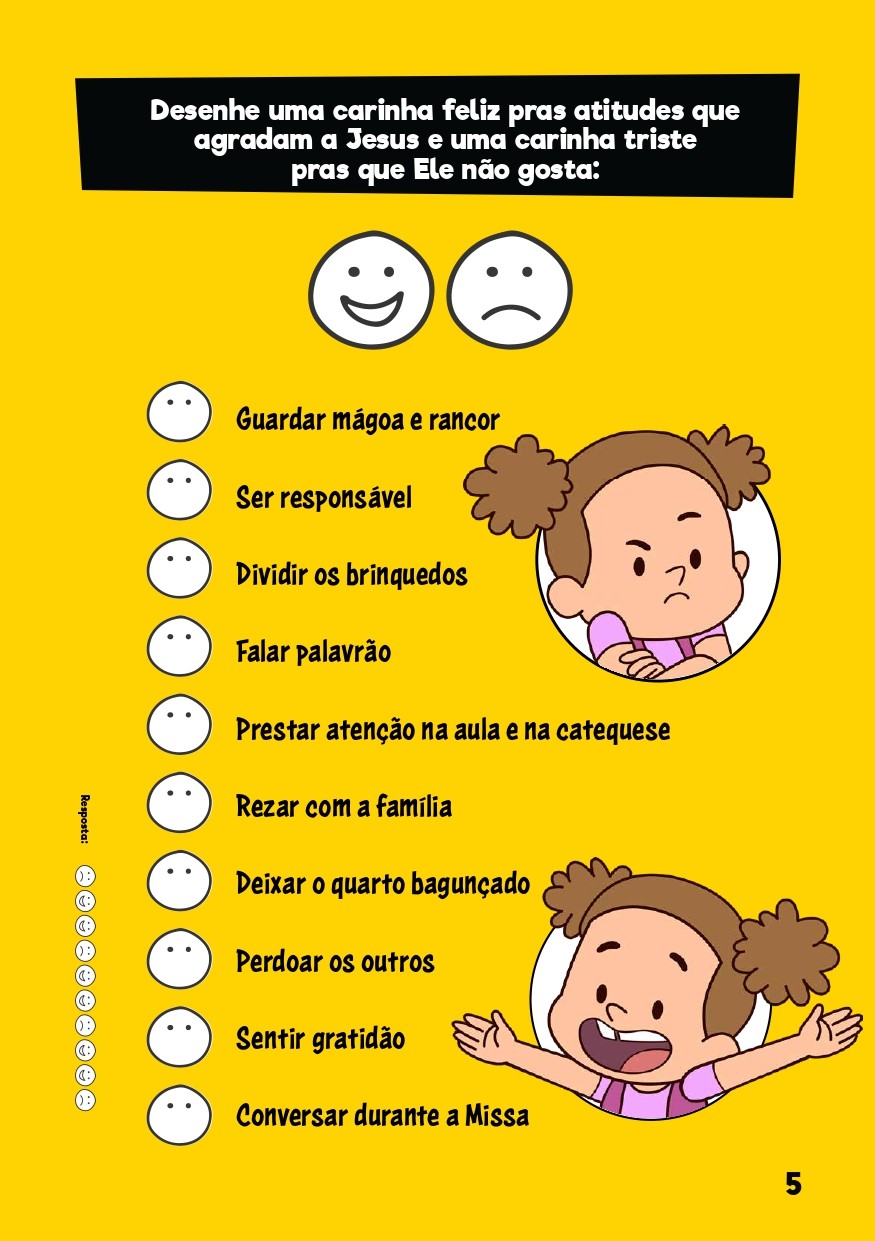 Desenhe uma carinha feliz pras atitudes que
agradam a Jesus e uma carinha triste
pras que Ele não gosta:
Guardar mágoa e rancor
Ser responsável
Dividir os brinquedos
Falar palavrão
Prestar atenção na aula e na catequese
Rezar com a família
Deixar o quarto bagunçado
Perdoar os outros
Sentir gratidão
Conversar durante a Missa
Resposta:
5